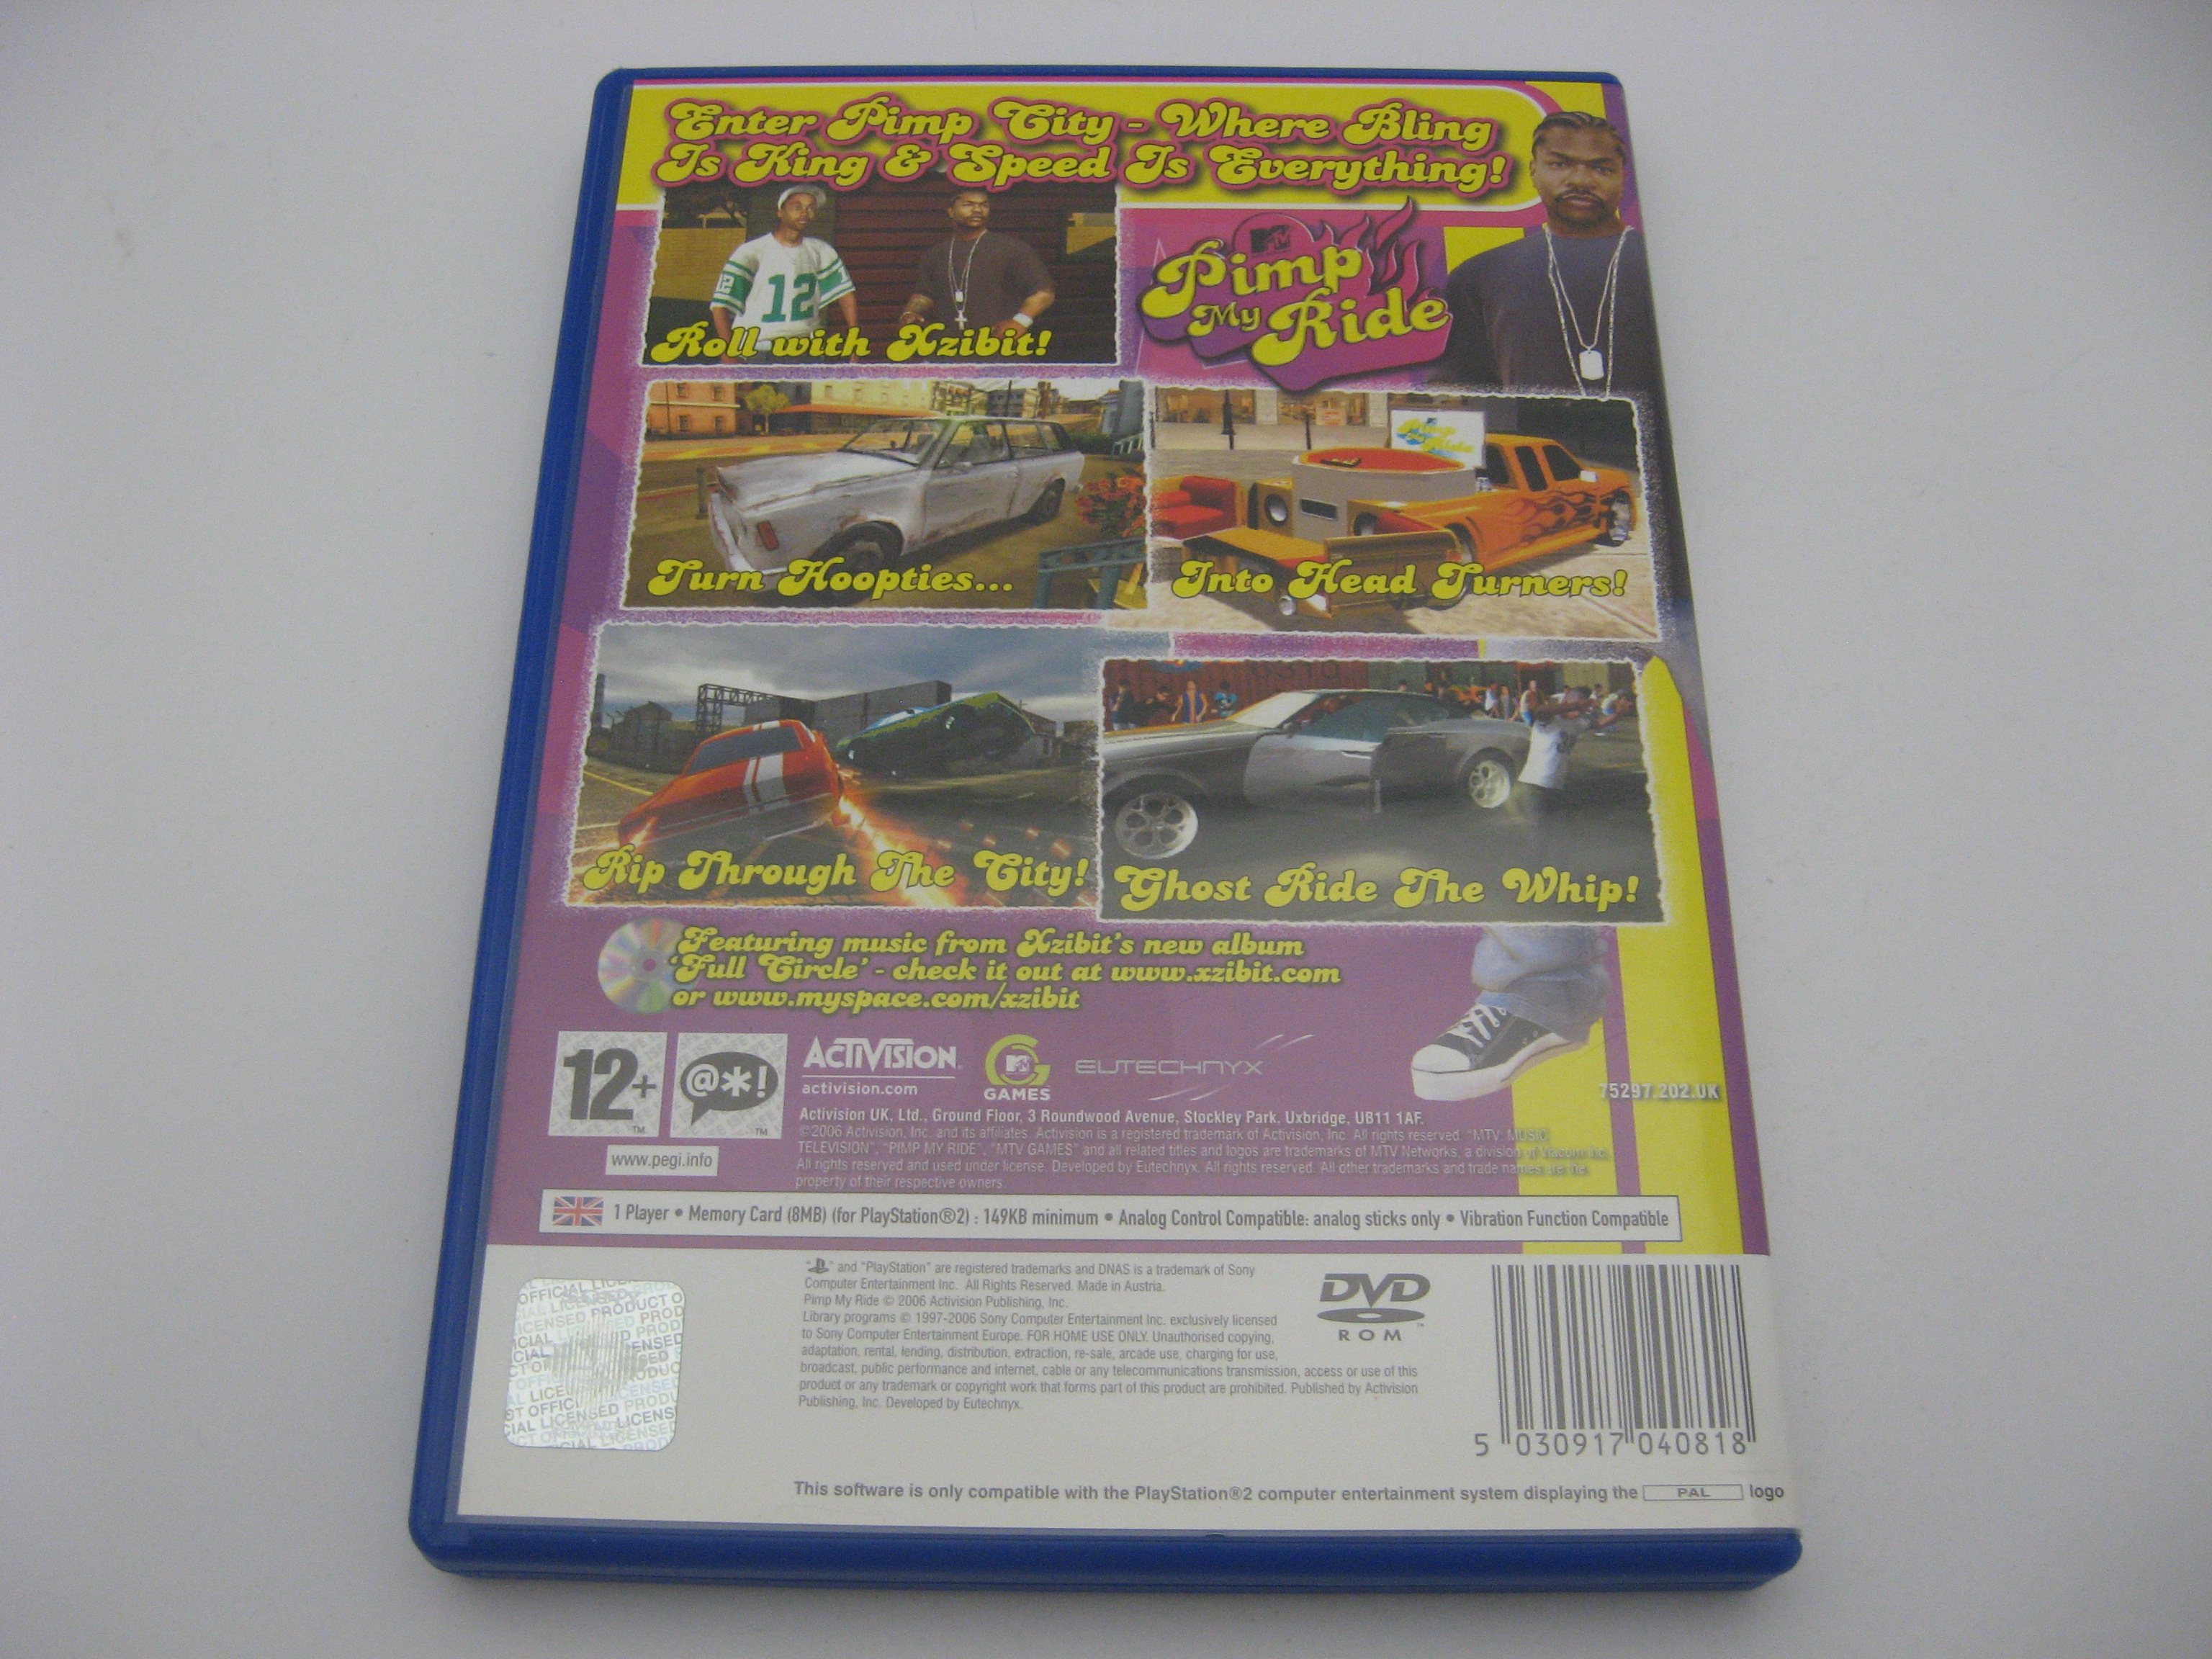 Enter Pimp City - Where Bling
Is King & Speed Is Everything!
Roll with Xzibit!
MTV
Pimp
My Ride
Turn Hoopties...
Pimp
My Ride
Into Head Turners!
Rip Through The City!
Ghost Ride The Whip!
Featuring music from Xzibit's new album
'Full Circle' - check it out at www.xzibit.com
or www.myspace.com/xzibit
12+
@*!
www.pegi.info
ACTIVISION
activision.com
MTV
GAMES
EUTECHNYX
75297.202.UK
Activision UK, Ltd., Ground Floor, 3 Roundwood Avenue, Stockley Park, Uxbridge, UB11 1AF.
©2006 Activision, Inc. and its affiliates. Activision is a registered trademark of Activision, Inc. All rights reserved. "MTV: MUSIC
TELEVISION", "PIMP MY RIDE", "MTV GAMES" and all related titles and logos are trademarks of MTV Networks, a division of Viacom Inc.
All rights reserved and used under license. Developed by Eutechnyx. All rights reserved. All other trademarks and trade names are the
property of their respective owners.
1 Player • Memory Card (8MB) (for PlayStation®2) : 149KB minimum • Analog Control Compatible: analog sticks only • Vibration Function Compatible
" " and "PlayStation" are registered trademarks and DNAS is a trademark of Sony
Computer Entertainment Inc. All Rights Reserved. Made in Austria.
Pimp My Ride © 2006 Activision Publishing, Inc.
Library programs © 1997-2006 Sony Computer Entertainment Inc. exclusively licensed
to Sony Computer Entertainment Europe. FOR HOME USE ONLY. Unauthorised copying,
adaptation, rental, lending, distribution, extraction, re-sale, arcade use, charging for use,
broadcast, public performance and internet, cable or any telecommunications transmission, access or use of this
product or any trademark or copyright work that forms part of this product are prohibited. Published by Activision
Publishing, Inc. Developed by Eutechnyx.
DVD
ROM
5 030917 040818
This software is only compatible with the PlayStation®2 computer entertainment system displaying the PAL logo